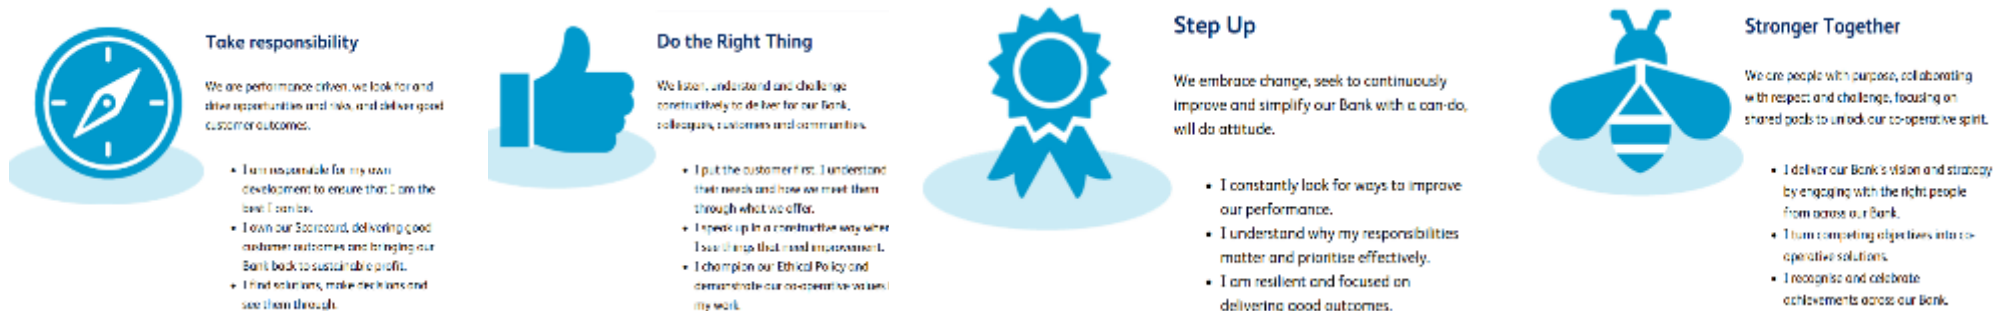 Take responsibility
We are performance driven, we look for and
drive opportunities and risks, and deliver good
customer outcomes.
• I am responsible for my own
development to ensure that I am the
best I can be.
• I own our Scorecard, delivering good
customer outcomes and bringing our
Bank back to sustainable profit.
• I find solutions, make decisions and
see them through.
Do the Right Thing
We listen, understand and challenge
constructively to deliver for our Bank,
colleagues, customers and communities.
• I put the customer first. I understand
their needs and how we meet them
through what we offer.
• I speak up in a constructive way when
I see things that need improvement.
• I champion our Ethical Policy and
demonstrate our co-operative values i
my work.
Step Up
We embrace change, seek to continuously
improve and simplify our Bank with a can-do,
will do attitude.
• I constantly look for ways to improve
our performance.
• I understand why my responsibilities
matter and prioritise effectively.
• I am resilient and focused on
delivering good outcomes.
Stronger Together
We are people with purpose, collaborating
with respect and challenge, focusing on
shared goals to unlock our co-operative spirit.
• I deliver our Bank's vision and strategy
by engaging with the right people
from across our Bank.
• I turn competing objectives into co-
operative solutions.
• I recognise and celebrate
achievements across our Bank.